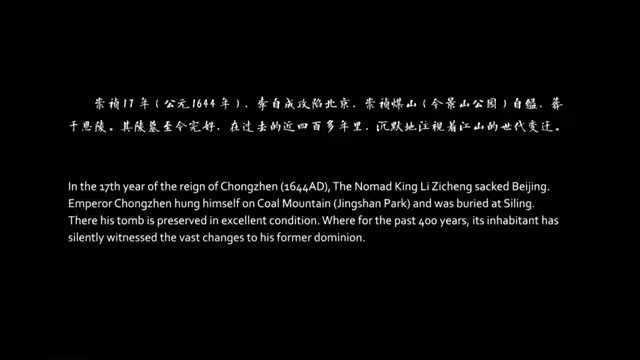 崇祯17年（公元1644年），李自成攻陷北京，崇祯煤山（今景山公园）自缢，葬
于思陵。其陵墓至今完好，在过去的近四百多年里，沉默地注视着江山的世代变迁。
In the 17th year of the reign of Chongzhen (1644AD), The Nomad King Li Zicheng sacked Beijing.
Emperor Chongzhen hung himself on Coal Mountain (Jingshan Park) and was buried at Siling.
There his tomb is preserved in excellent condition. Where for the past 400 years, its inhabitant has
silently witnessed the vast changes to his former dominion.